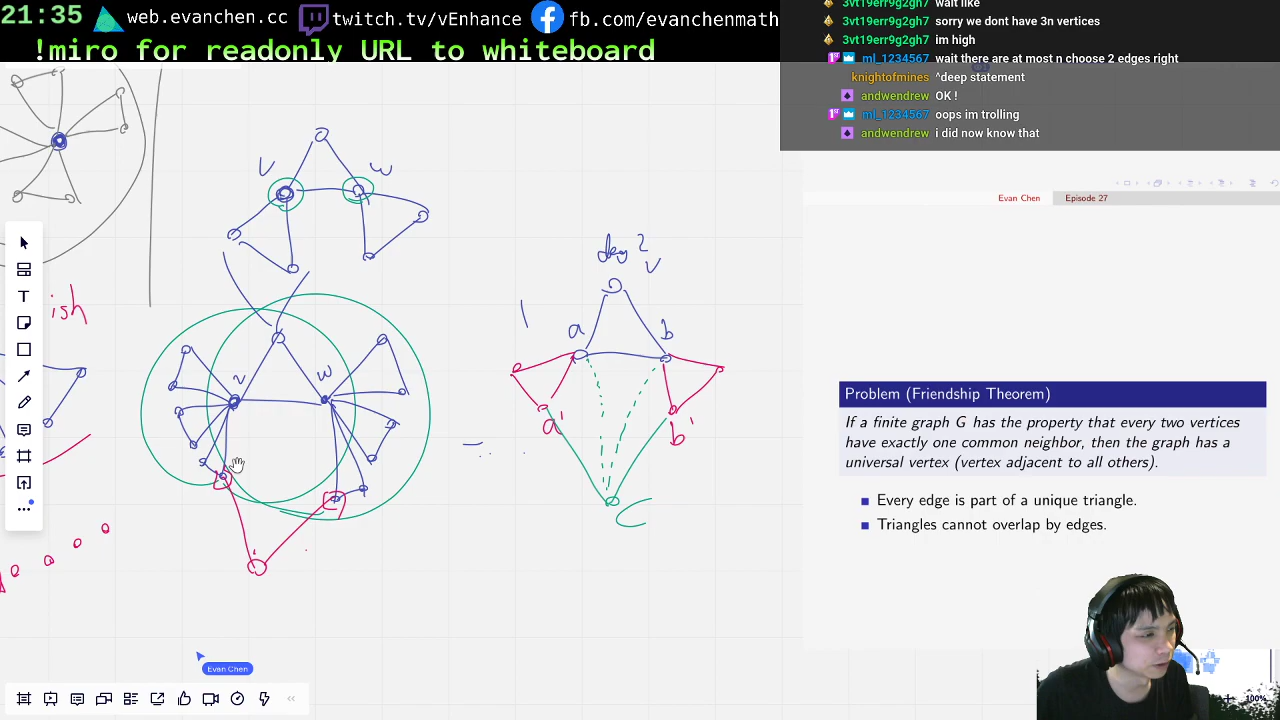 21:35 web.evanchen.cc twitch.tv/vEnhance fb.com/evanchenmath
!miro for readonly URL to whiteboard
3vt19err9g2gh7 wait like
3vt19err9g2gh7 sorry we dont have 3n vertices
3vt19err9g2gh7 im high
ml_1234567 wait there are at most n choose 2 edges right
knightofmines ^deep statement
andwendrew OK !
ml_1234567 oops im trolling
andwendrew i did now know that
Evan Chen Episode 27
Problem (Friendship Theorem)
If a finite graph G has the property that every two vertices
have exactly one common neighbor, then the graph has a
universal vertex (vertex adjacent to all others).
Every edge is part of a unique triangle.
Triangles cannot overlap by edges.
V W
deg 2
v
a b
ish
v w
a' b'
C
T
Evan Chen
100%